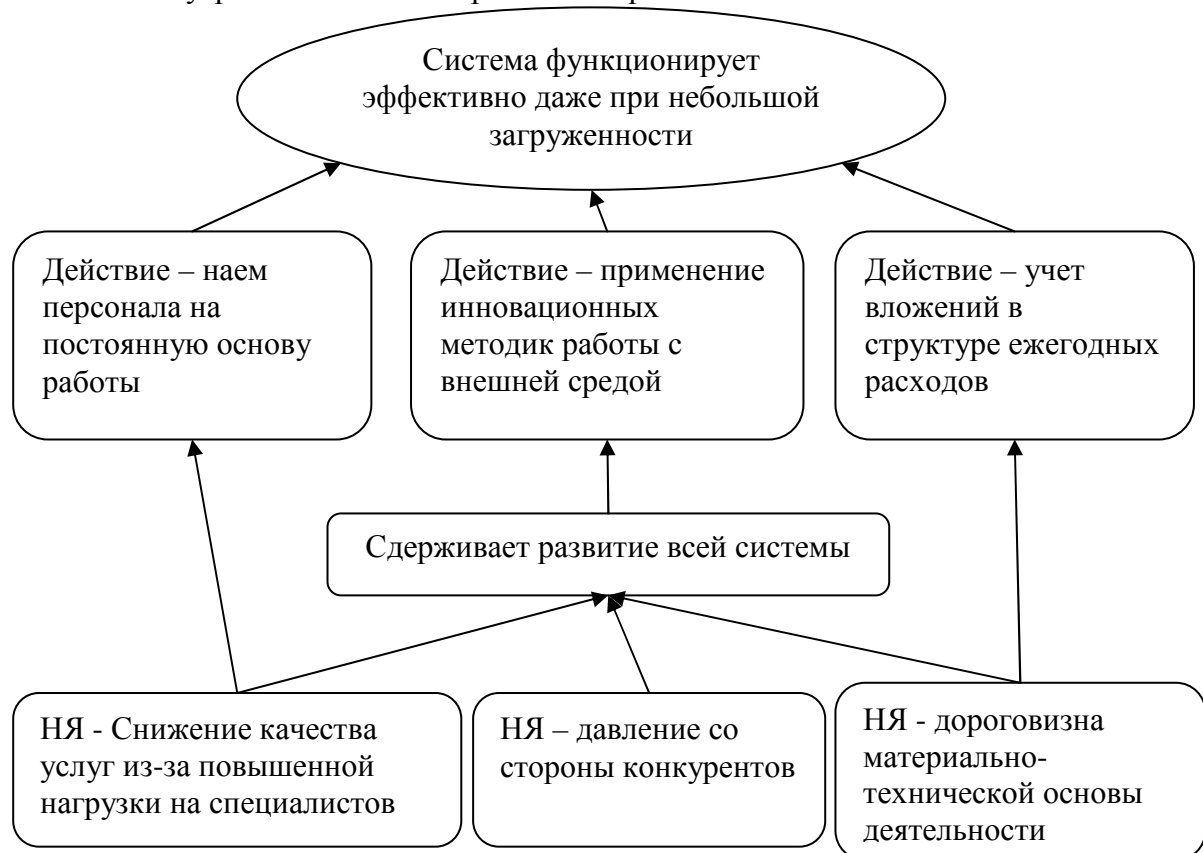 Система функционирует
эффективно даже при небольшой
загруженности
Действие – наем
персонала на
постоянную основу
работы
Действие – применение
инновационных
методик работы с
внешней средой
Действие – учет
вложений в
структуре ежегодных
расходов
Сдерживает развитие всей системы
НЯ - Снижение качества
услуг из-за повышенной
нагрузки на специалистов
НЯ – давление со
стороны конкурентов
НЯ - дороговизна
материально-
технической основы
деятельности